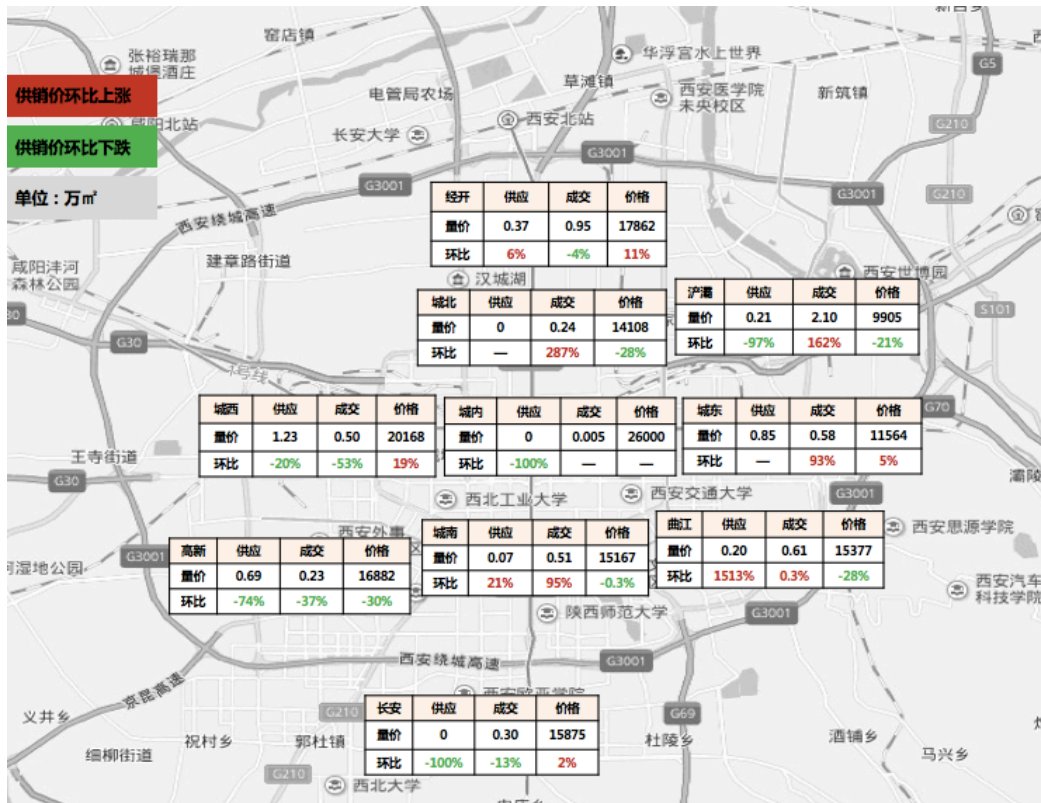 窑店镇
张裕瑞那
城堡酒庄
华浮宫水上世界
G5
供销价环比上涨
电管局农场
草滩镇
西安医学院
未央校区
新筑镇
咸阳北站
长安大学
西安北站
G210
供销价环比下跌
G3001
单位：万㎡
G3001
G3001
G210
西安绕城高速
经开 供应 成交 价格
量价 0.37 0.95 17862
环比 6% -4% 11%
建章路街道
咸阳沣河
森林公园
汉城湖
西安世博园
城北 供应 成交 价格
量价 0 0.24 14108
环比 — 287% -28%
浐灞 供应 成交 价格
量价 0.21 2.10 9905
环比 -97% 162% -21%
S101
30
G30
1号线
城西 供应 成交 价格
量价 1.23 0.50 20168
环比 -20% -53% 19%
城内 供应 成交 价格
量价 0 0.005 26000
环比 -100% — —
城东 供应 成交 价格
量价 0.85 0.58 11564
环比 — 93% 5%
G70
王寺街道
G30
灞陵
西北工业大学
西安交通大学
G3001
西安外事
城南 供应 成交 价格
量价 0.07 0.51 15167
环比 21% 95% -0.3%
曲江 供应 成交 价格
量价 0.20 0.61 15377
环比 1513% 0.3% -28%
西安思源学院
G3001
高新 供应 成交 价格
量价 0.69 0.23 16882
环比 -74% -37% -30%
河湿地公园
西安汽车
科技学院
陕西师范大学
G3001
西安绕城高速
G3001
京昆高速
长安 供应 成交 价格
量价 0 0.30 15875
环比 -100% -13% 2%
G210
G69
义井乡
祝村乡
郭杜镇
杜陵乡
酒铺乡
细柳街道
马兴乡
G210
西北大学